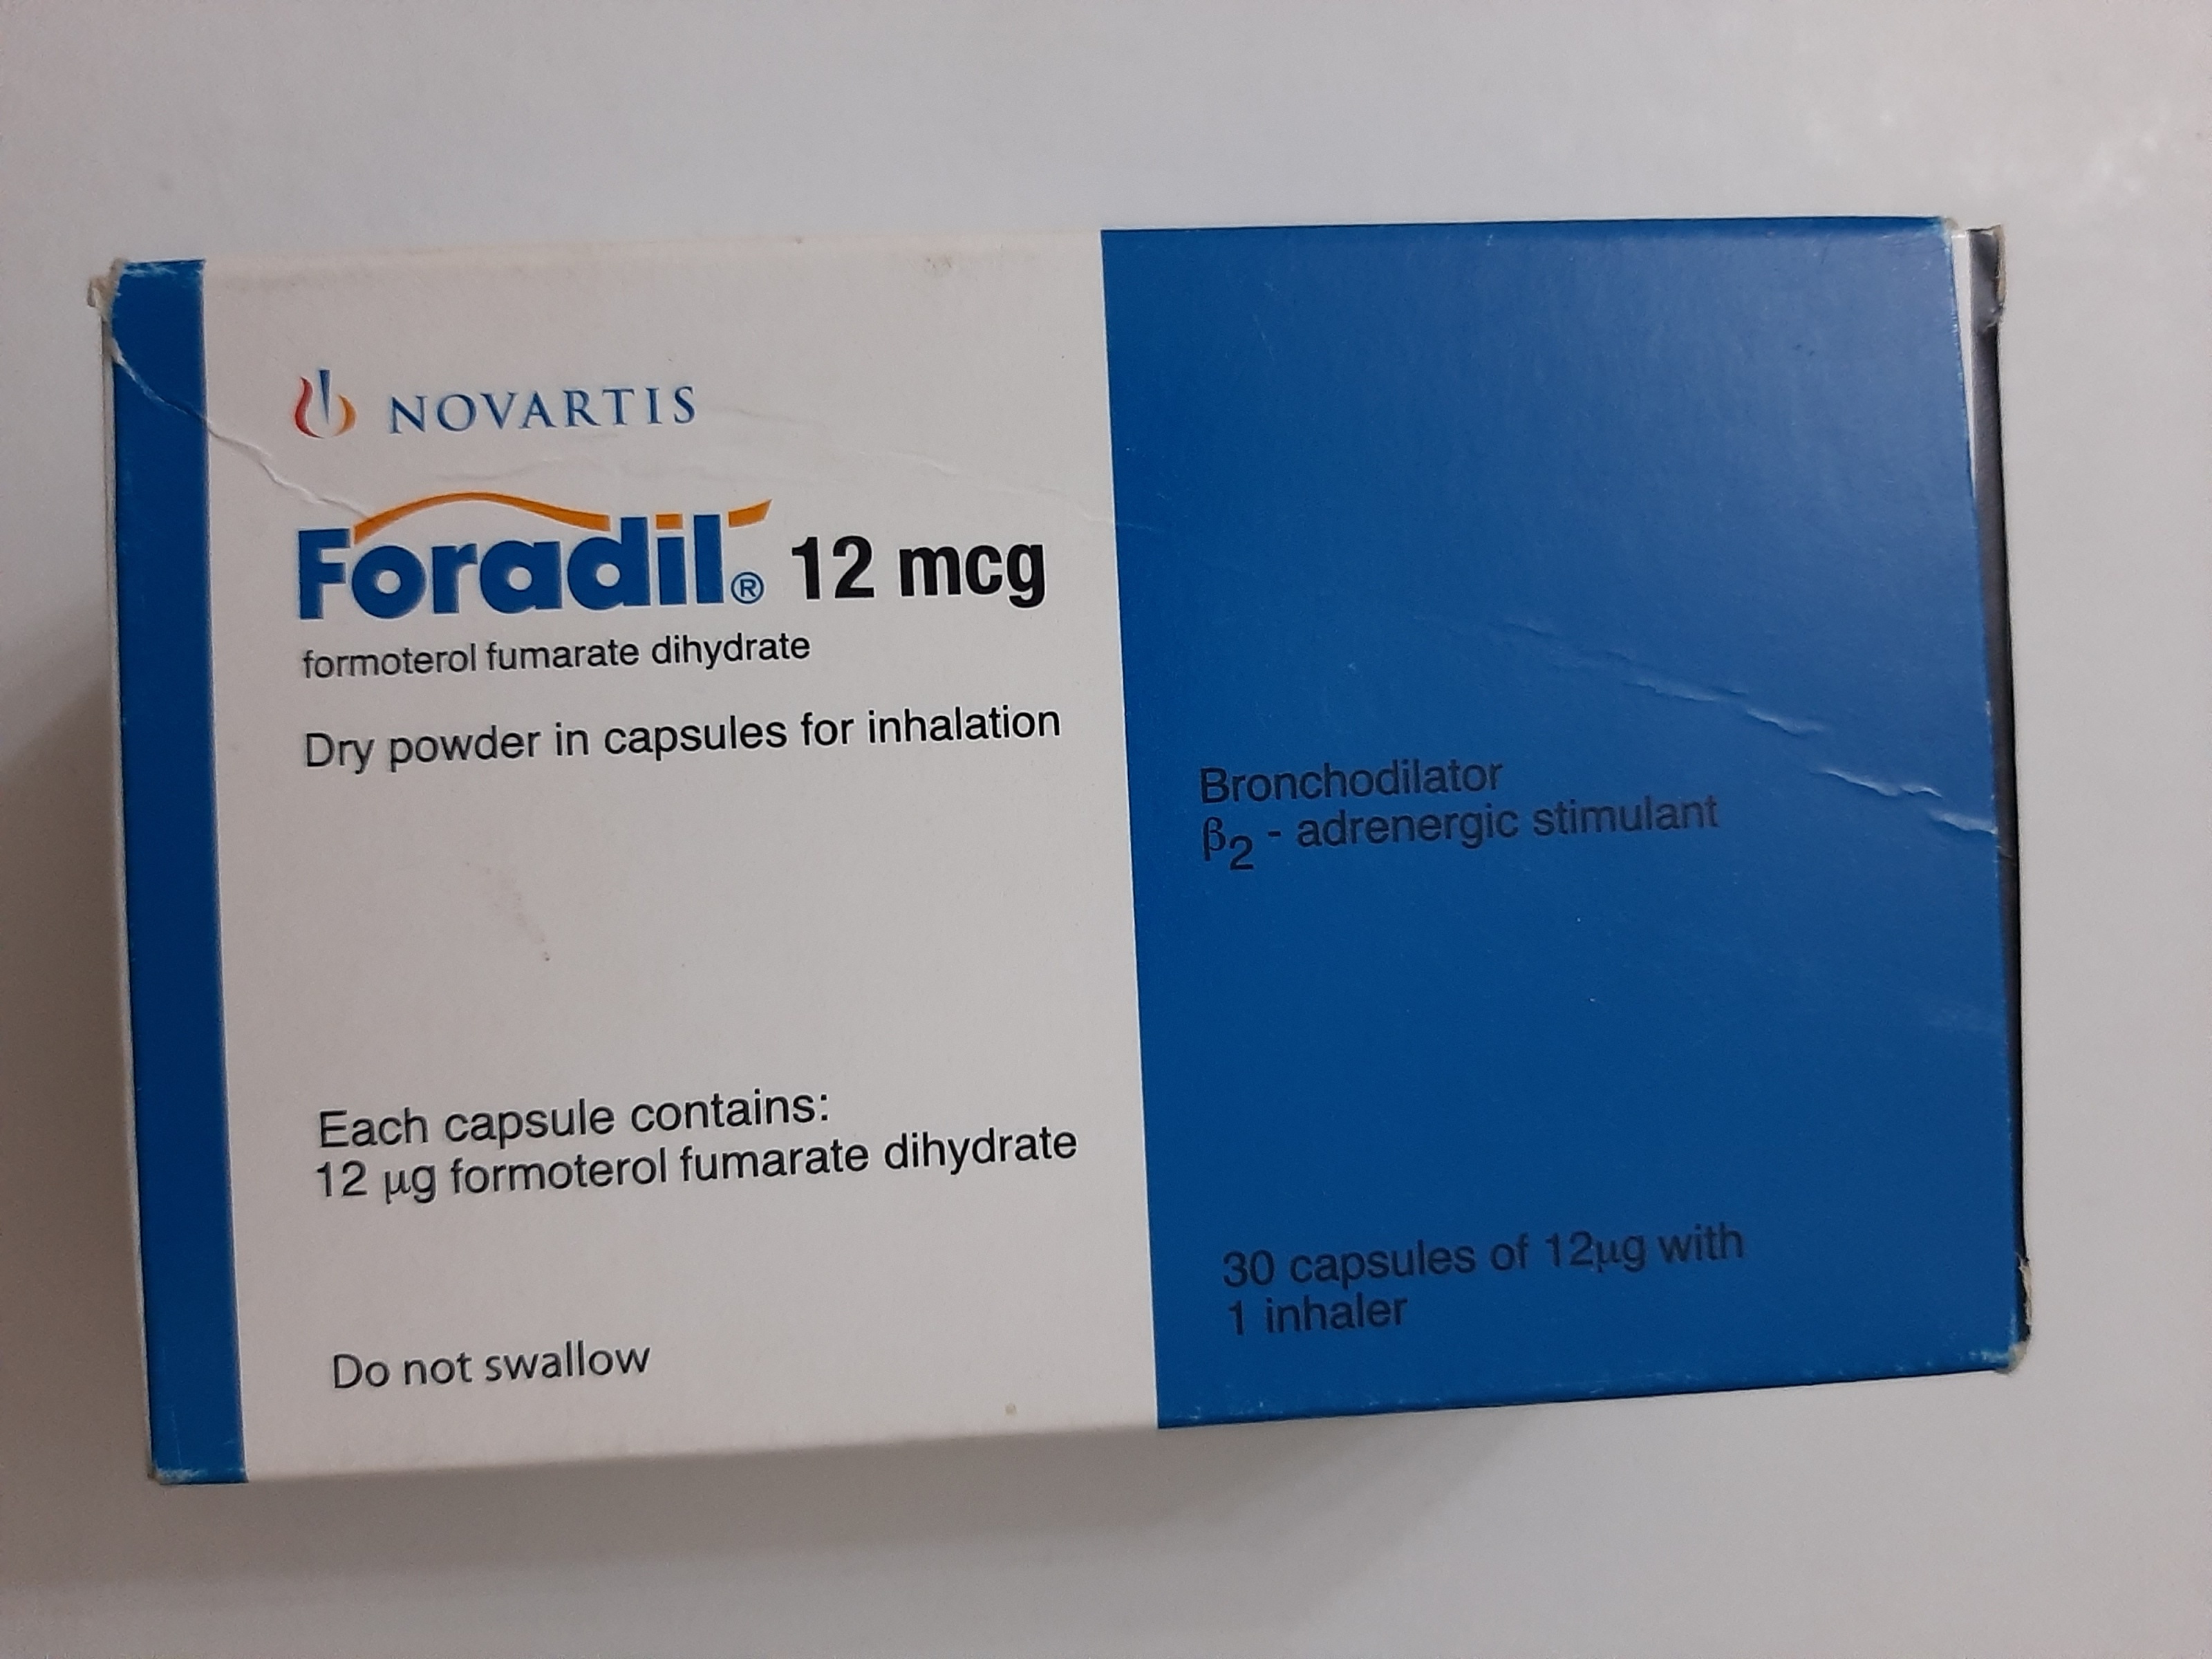 NOVARTIS
Foradil® 12 mcg
formoterol fumarate dihydrate
Dry powder in capsules for inhalation
Each capsule contains:
12 µg formoterol fumarate dihydrate
Do not swallow
Bronchodilator
β2 - adrenergic stimulant
30 capsules of 12µg with
1 inhaler